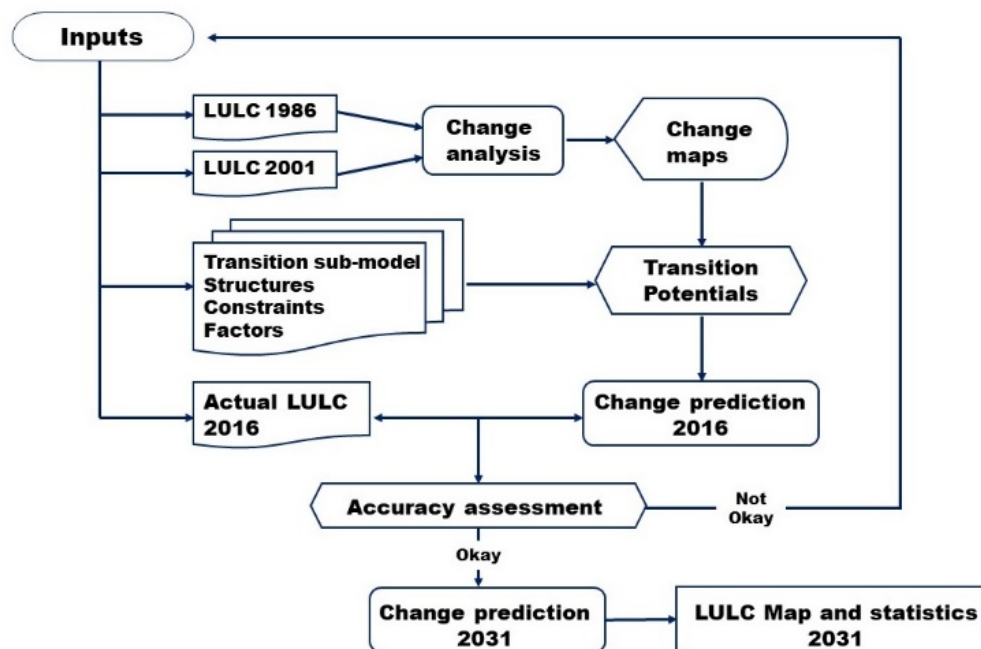 Inputs
LULC 1986
LULC 2001
Change
analysis
Change
maps
Transition sub-model
Structures
Constraints
Factors
Transition
Potentials
Actual LULC
2016
Change prediction
2016
Accuracy assessment
Not
Okay
Okay
Change prediction
2031
LULC Map and statistics
2031